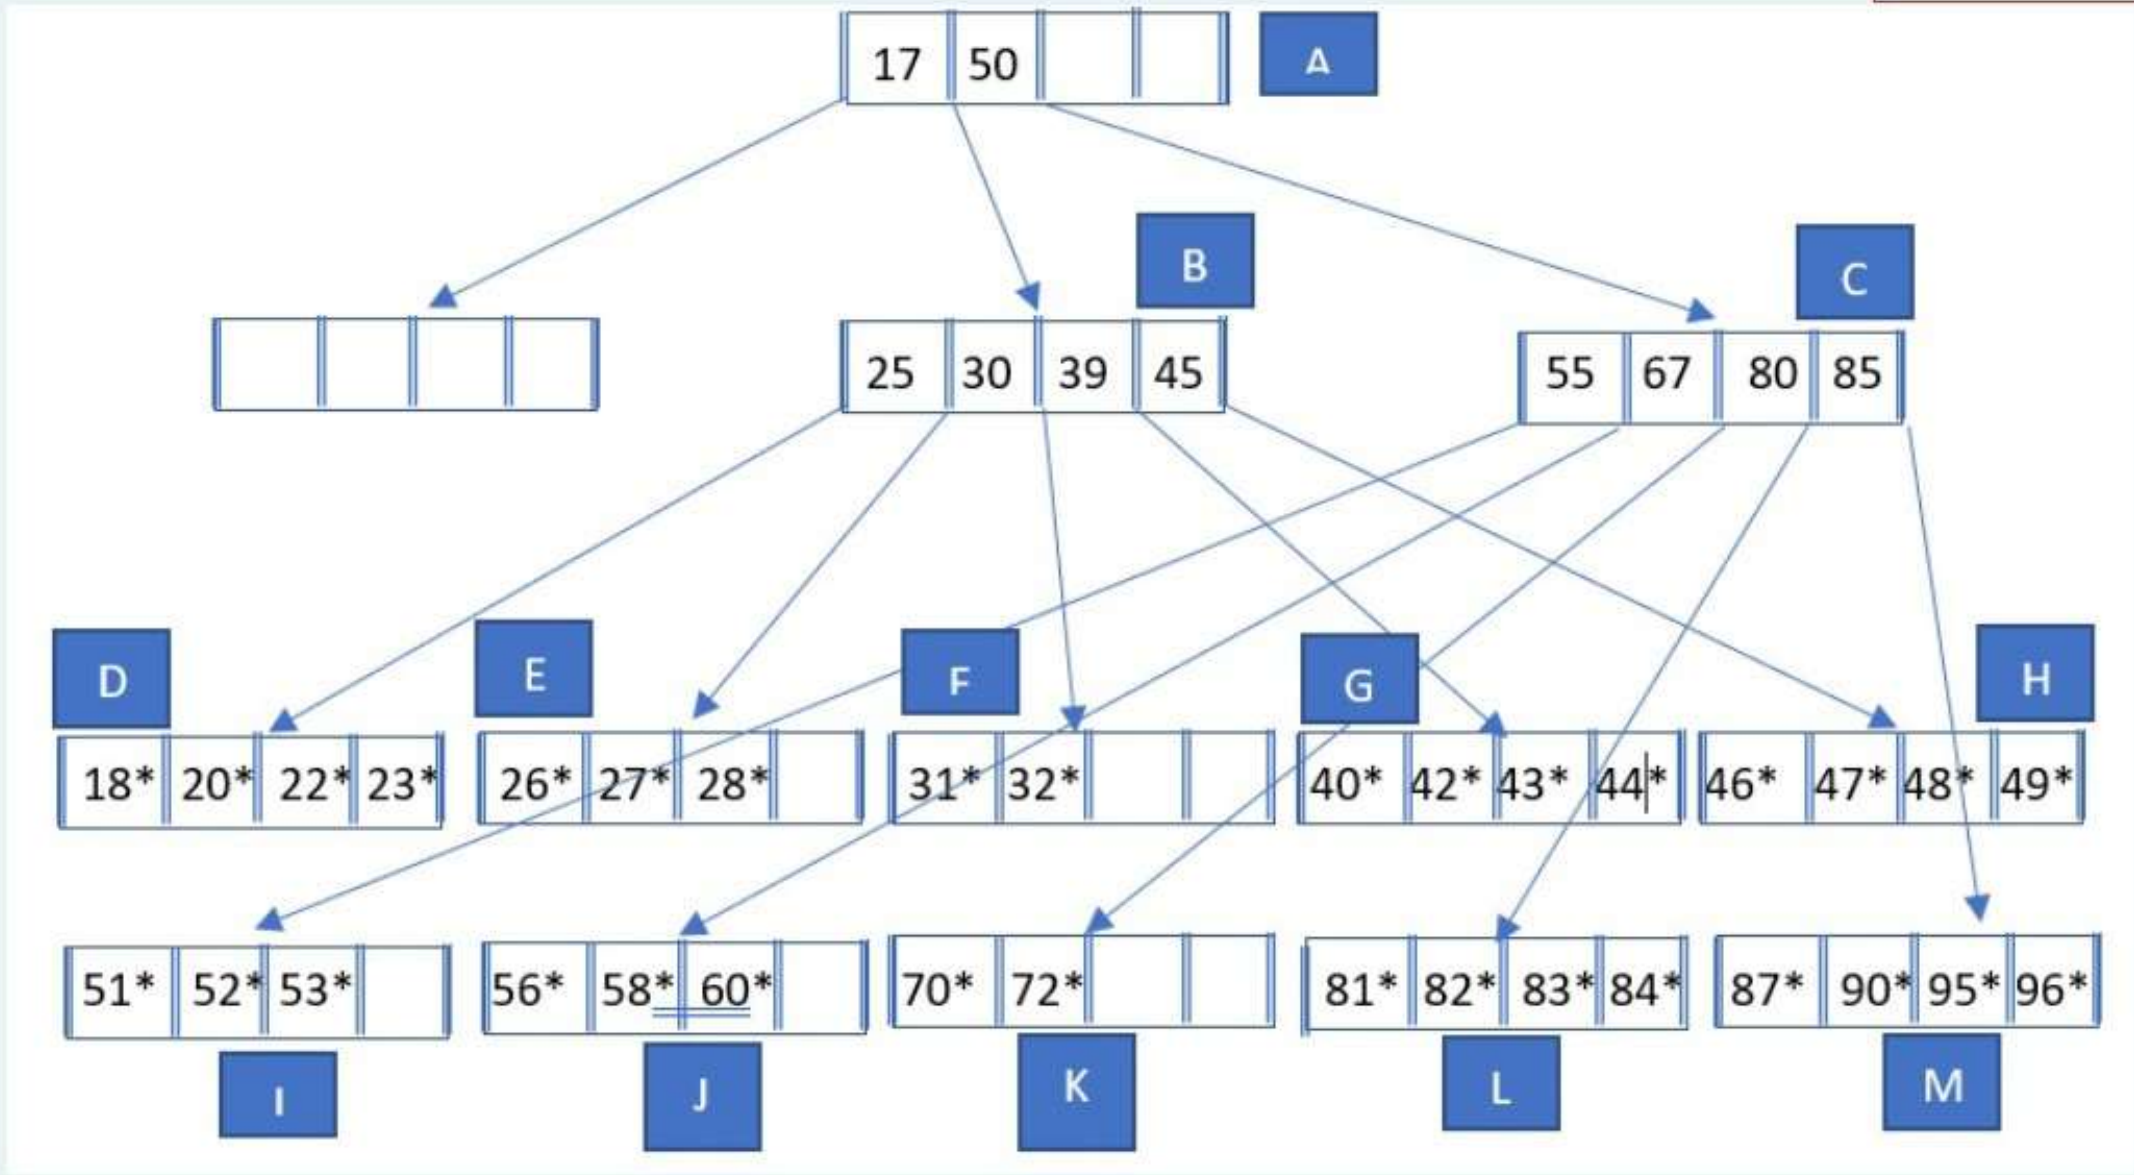 17 50 A
B
C
25 30 39 45
55 67 80 85
D E F G H
18* 20* 22* 23* 26* 27* 28* 31* 32* 40* 42* 43* 44* 46* 47* 48* 49*
51* 52* 53* 56* 58* 60* 70* 72* 81* 82* 83* 84* 87* 90* 95* 96*
I J K L M